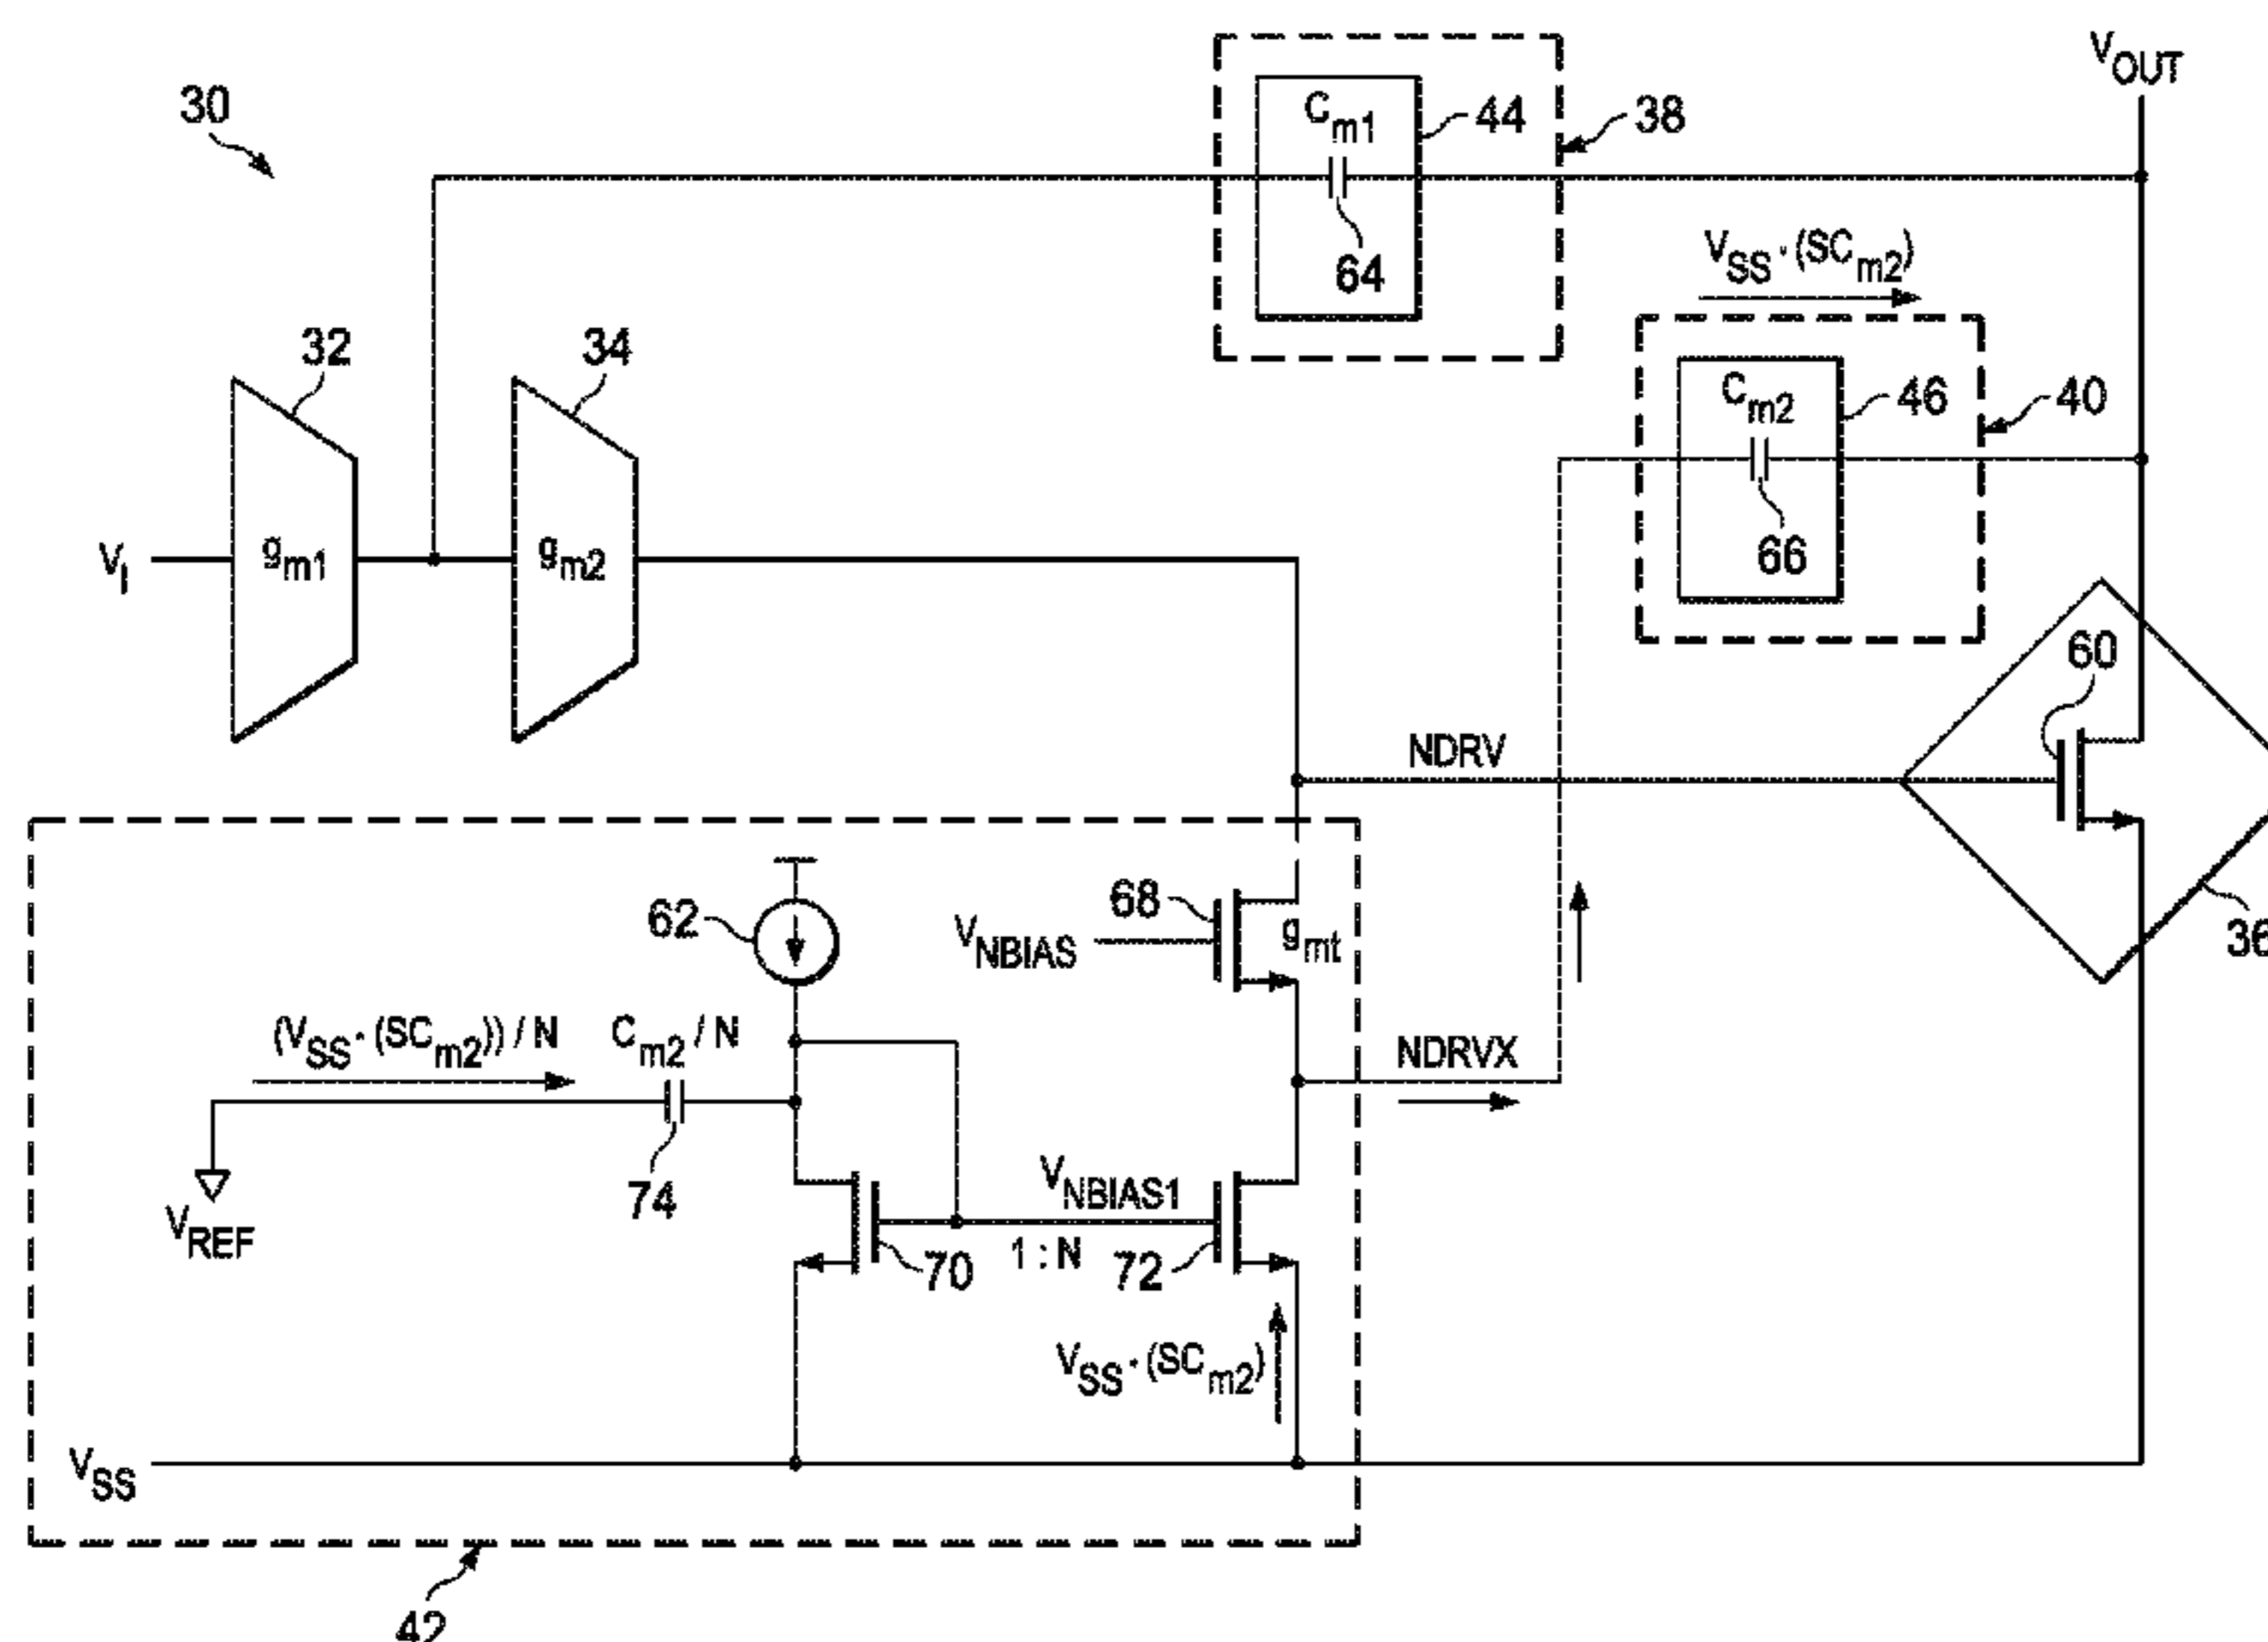 30
C_m1
44
38
64
V_OUT
V_SS · (SC_m2)
32
34
C_m2
46
40
66
V_I
g_m1
g_m2
60
NDRV
36
62
V_NBIAS
68
g_mt
(V_SS · (SC_m2)) / N
C_m2 / N
NDRVX
74
V_REF
V_NBIAS1
70
1 : N
72
V_SS · (SC_m2)
V_SS
42